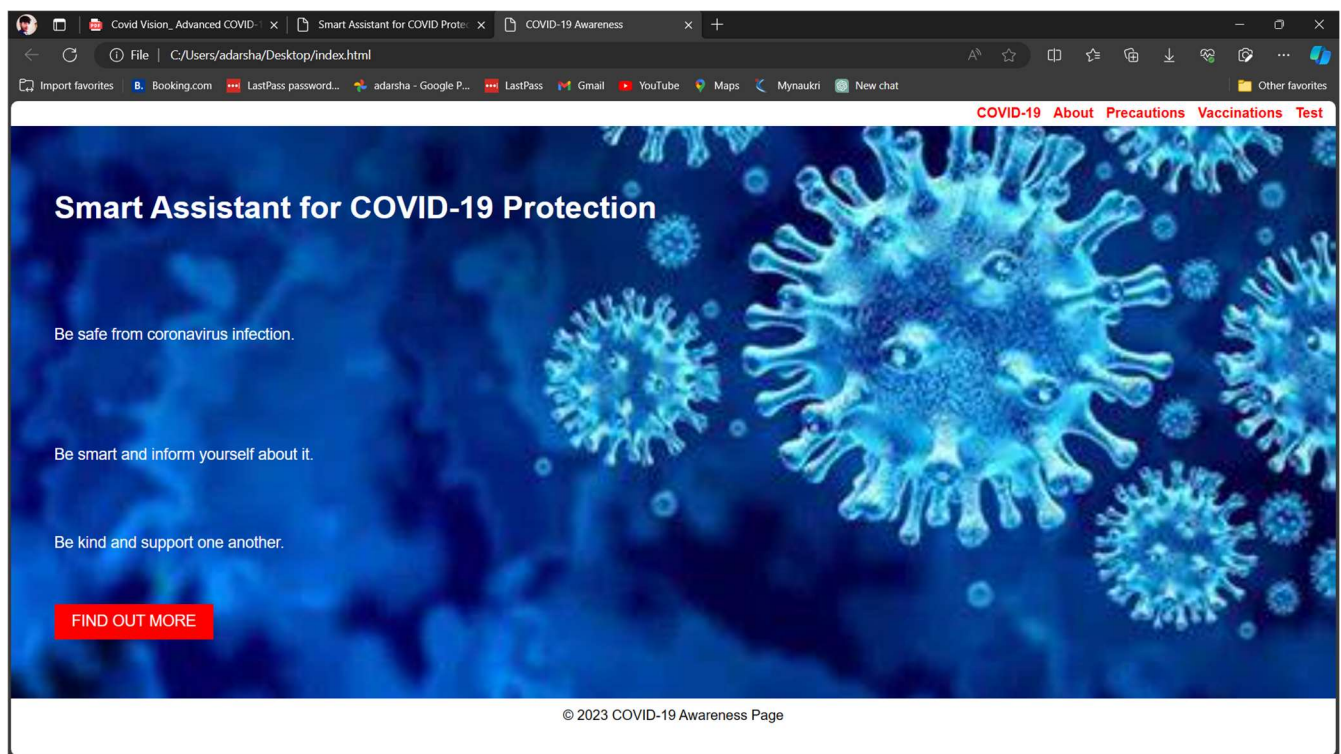 Covid Vision_ Advanced COVID-1
Smart Assistant for COVID Protec
COVID-19 Awareness
File | C:/Users/adarsha/Desktop/index.html
Import favorites
B. Booking.com
LastPass password...
adarsha - Google P...
LastPass
Gmail
YouTube
Maps
Mynaukri
New chat
Other favorites
COVID-19 About Precautions Vaccinations Test
Smart Assistant for COVID-19 Protection
Be safe from coronavirus infection.
Be smart and inform yourself about it.
Be kind and support one another.
FIND OUT MORE
© 2023 COVID-19 Awareness Page